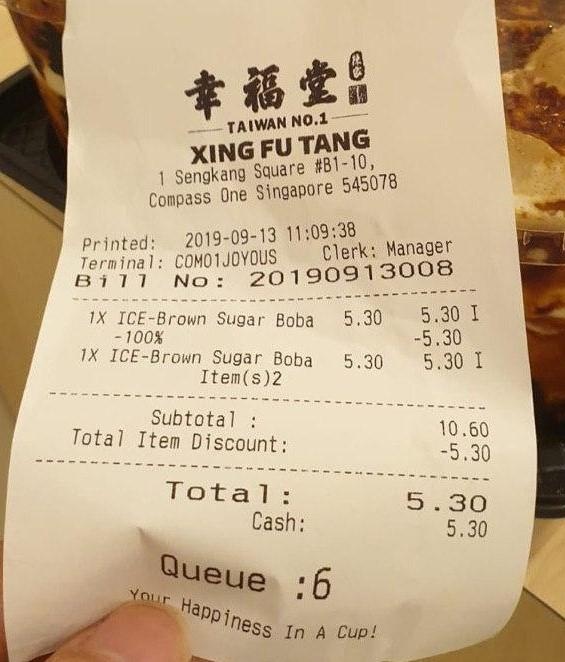 幸福堂
TAIWAN NO.1
XING FU TANG
1 Sengkang Square #B1-10,
Compass One Singapore 545078
Printed: 2019-09-13 11:09:38
Terminal: COM01JOYOUS Clerk: Manager
Bill No: 20190913008
1X ICE-Brown Sugar Boba 5.30 5.30 I
-100% -5.30
1X ICE-Brown Sugar Boba 5.30 5.30 I
Item(s)2
Subtotal : 10.60
Total Item Discount: -5.30
Total: 5.30
Cash: 5.30
Queue :6
Your Happiness In A Cup!